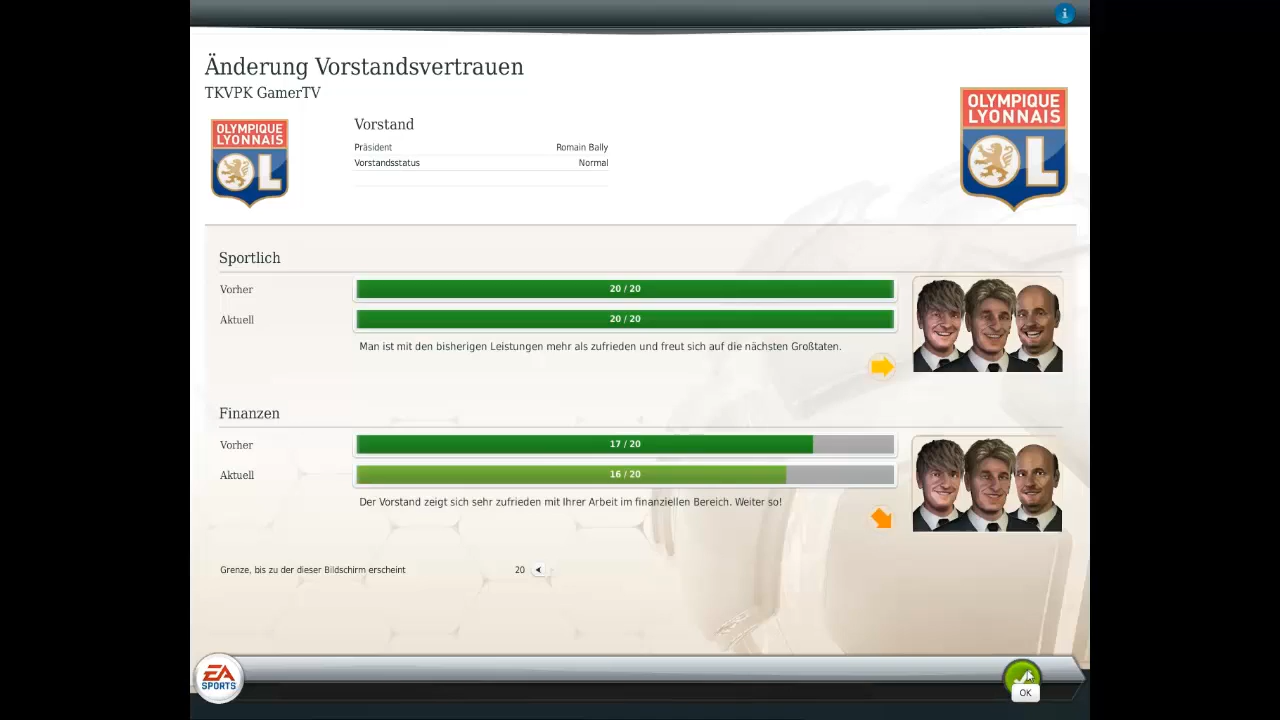 Änderung Vorstandsvertrauen
TKVPK GamerTV
OLYMPIQUE
LYONNAIS
OL
Vorstand
Präsident Romain Bally
Vorstandsstatus Normal
OLYMPIQUE
LYONNAIS
OL
Sportlich
Vorher 20 / 20
Aktuell 20 / 20
Man ist mit den bisherigen Leistungen mehr als zufrieden und freut sich auf die nächsten Großtaten.
Finanzen
Vorher 17 / 20
Aktuell 16 / 20
Der Vorstand zeigt sich sehr zufrieden mit Ihrer Arbeit im finanziellen Bereich. Weiter so!
Grenze, bis zu der dieser Bildschirm erscheint 20
EA
SPORTS
OK